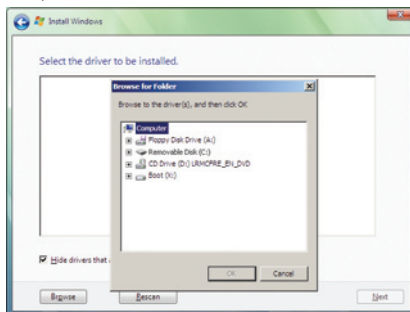 Install Windows
Select the driver to be installed.
Browse for Folder
Browse to the driver(s), and then click OK
Computer
Floppy Disk Drive (A:)
Removable Disk (C:)
CD Drive (D:) LRMCFRE_EN_DVD
Boot (X:)
Hide drivers that
OK
Cancel
Browse
Rescan
Next